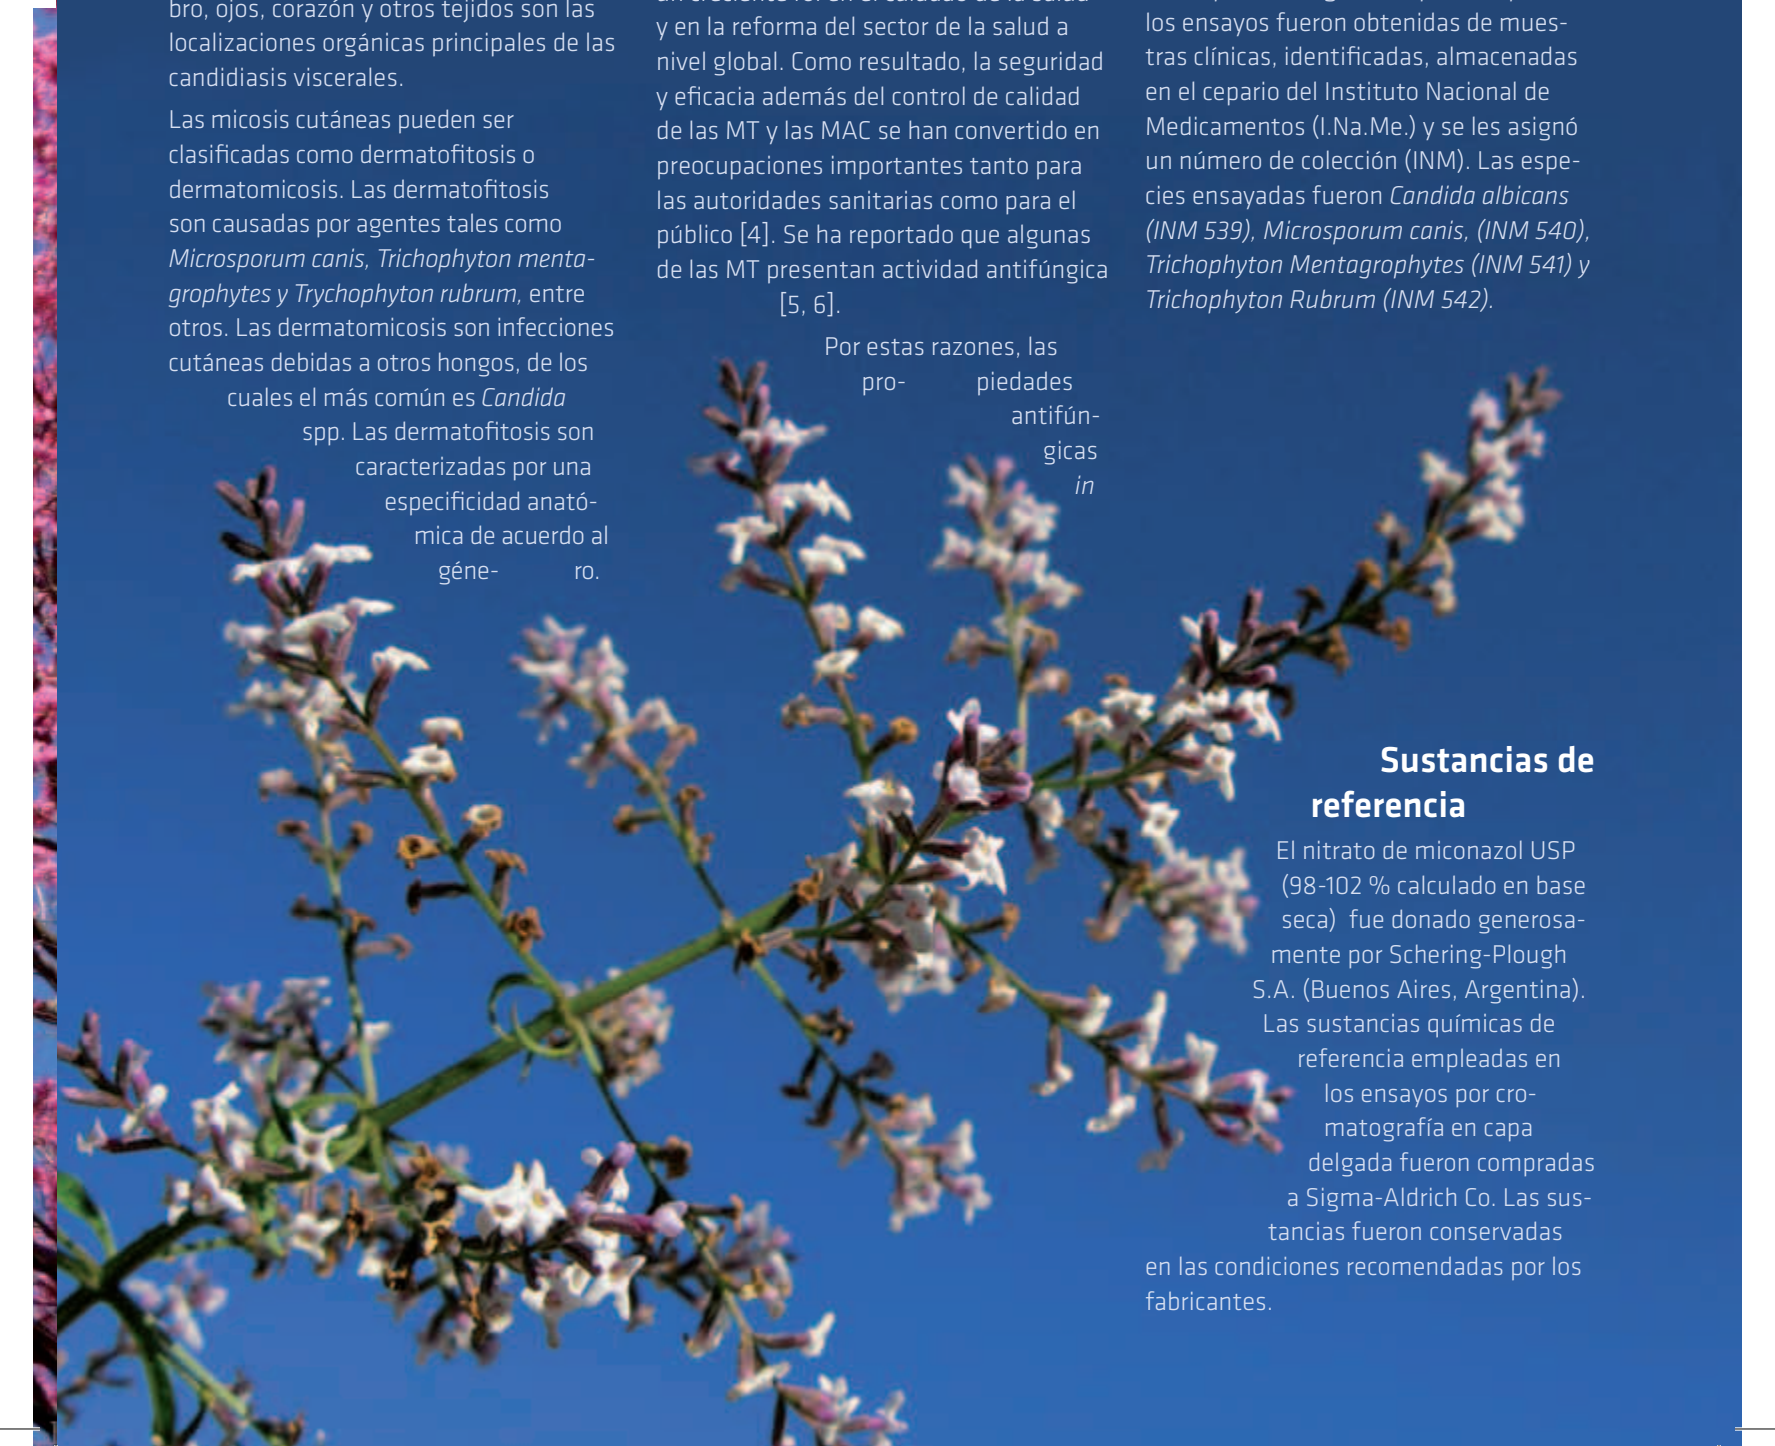 bro, ojos, corazón y otros tejidos son las
localizaciones orgánicas principales de las
candidiasis viscerales.
Las micosis cutáneas pueden ser
clasificadas como dermatofitosis o
dermatomicosis. Las dermatofitosis
son causadas por agentes tales como
Microsporum canis, Trichophyton menta-
grophytes y Trychophyton rubrum, entre
otros. Las dermatomicosis son infecciones
cutáneas debidas a otros hongos, de los
cuales el más común es Candida
spp. Las dermatofitosis son
caracterizadas por una
especificidad anató-
mica de acuerdo al
géne- ro.
y en la reforma del sector de la salud a
nivel global. Como resultado, la seguridad
y eficacia además del control de calidad
de las MT y las MAC se han convertido en
preocupaciones importantes tanto para
las autoridades sanitarias como para el
público [4]. Se ha reportado que algunas
de las MT presentan actividad antifúngica
[5, 6].
Por estas razones, las
pro- piedades
antifún-
gicas
in
los ensayos fueron obtenidas de mues-
tras clínicas, identificadas, almacenadas
en el cepario del Instituto Nacional de
Medicamentos (I.Na.Me.) y se les asignó
un número de colección (INM). Las espe-
cies ensayadas fueron Candida albicans
(INM 539), Microsporum canis, (INM 540),
Trichophyton Mentagrophytes (INM 541) y
Trichophyton Rubrum (INM 542).
Sustancias de
referencia
El nitrato de miconazol USP
(98-102 % calculado en base
seca) fue donado generosa-
mente por Schering-Plough
S.A. (Buenos Aires, Argentina).
Las sustancias químicas de
referencia empleadas en
los ensayos por cro-
matografía en capa
delgada fueron compradas
a Sigma-Aldrich Co. Las sus-
tancias fueron conservadas
en las condiciones recomendadas por los
fabricantes.